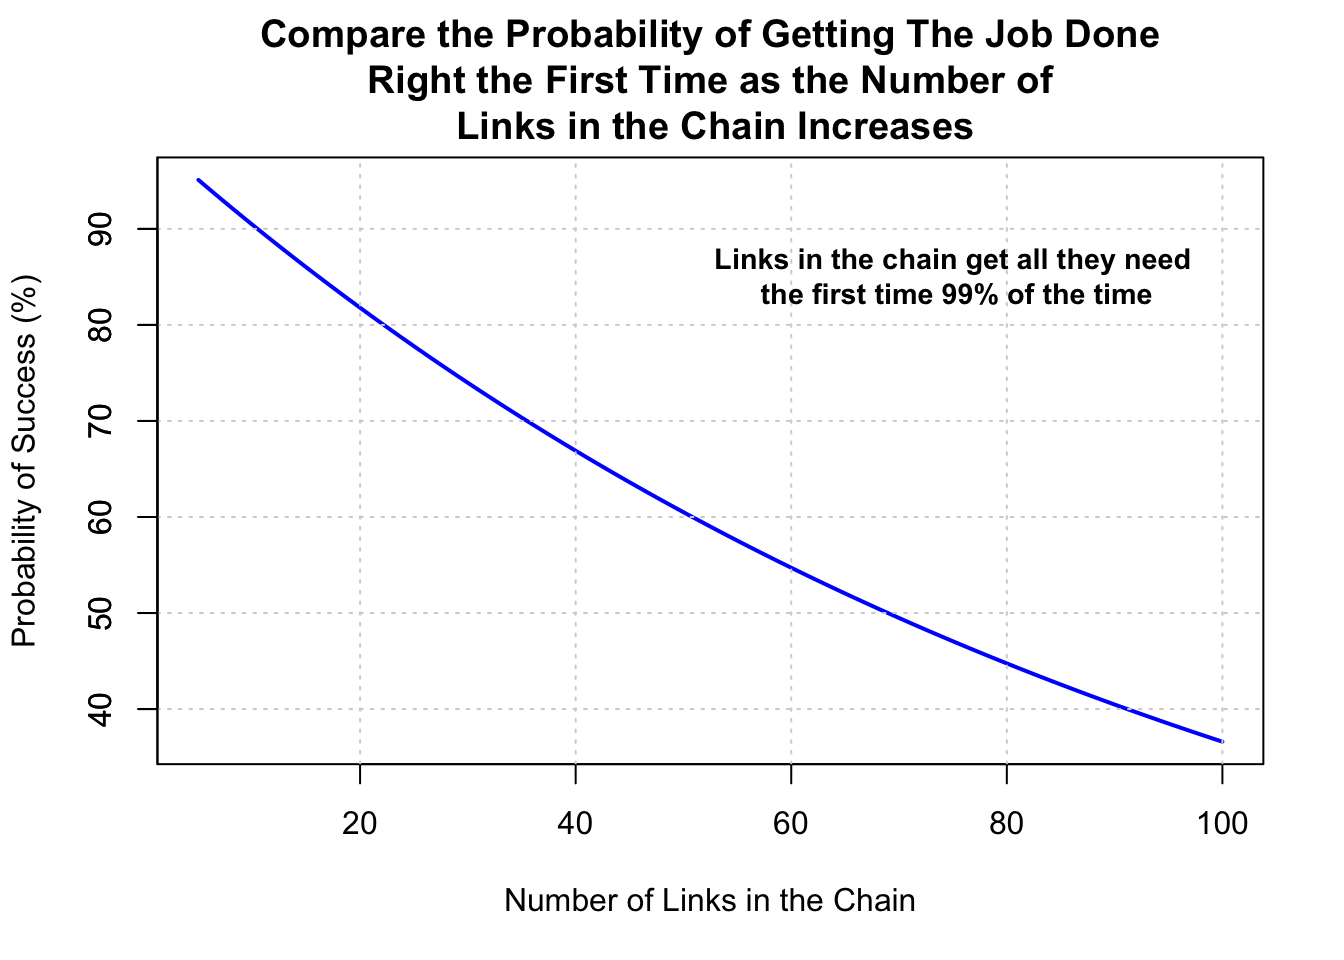 Compare the Probability of Getting The Job Done
Right the First Time as the Number of
Links in the Chain Increases
Links in the chain get all they need
the first time 99% of the time
Probability of Success (%)
90
80
70
60
50
40
20 40 60 80 100
Number of Links in the Chain